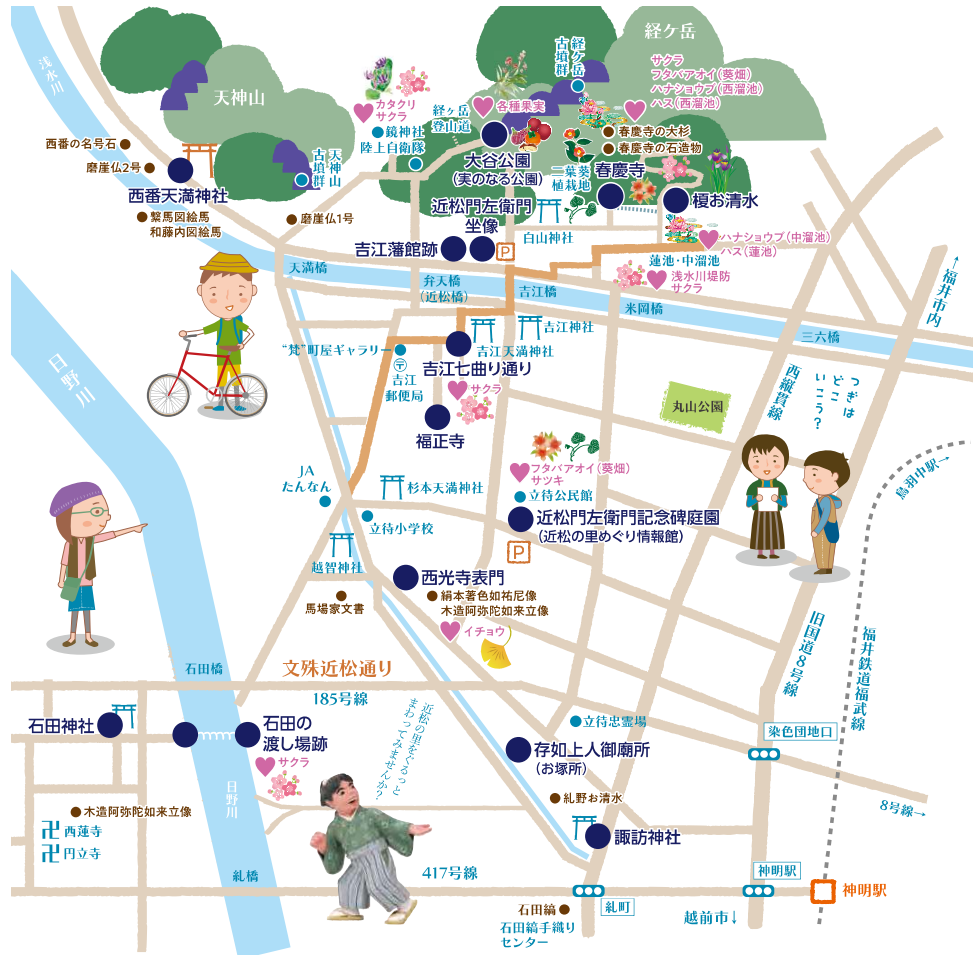 経ケ岳
浅水川
天神山
経ケ岳
古墳群
サクラ
フタバアオイ(葵畑)
ハナショウブ(西溜池)
ハス(西溜池)
カタクリ
サクラ
経ヶ岳
登山道
各種果実
鏡神社
陸上自衛隊
西番の名号石
磨崖仏2号
西番天満神社
繋馬図絵馬
和藤内図絵馬
天神山
古墳群
磨崖仏1号
大谷公園
(実のなる公園)
春慶寺の大杉
春慶寺の石造物
春慶寺
二葉葵
植栽地
榎お清水
近松門左衛門
坐像
白山神社
吉江藩館跡
P
ハナショウブ(中溜池)
ハス(蓮池)
蓮池・中溜池
浅水川堤防
サクラ
天満橋
弁天橋
(近松橋)
吉江橋
米岡橋
三六橋
←福井市内
日野川
“梵”町屋ギャラリー
吉江
郵便局
吉江神社
吉江天満神社
吉江七曲り通り
サクラ
福正寺
丸山公園
西縦貫線
つぎは
どこ
いこう?
鳥羽中駅→
フタバアオイ(葵畑)
サツキ
立待公民館
近松門左衛門記念碑庭園
(近松の里めぐり情報館)
P
JA
たんなん
杉本天満神社
立待小学校
越智神社
馬場家文書
西光寺表門
絹本著色如祐尼像
木造阿弥陀如来立像
イチョウ
旧国道8号線
福井鉄道福武線
石田橋
文殊近松通り
185号線
石田神社
石田の
渡し場跡
サクラ
日野川
近松の里をぐるっと
まわってみませんか?
立待忠霊場
存如上人御廟所
(お塚所)
染色団地口
8号線→
木造阿弥陀如来立像
卍 西蓮寺
卍 円立寺
糺野お清水
諏訪神社
糺橋
417号線
神明駅
神明駅
石田縞
石田縞手織り
センター
糺町
越前市↓